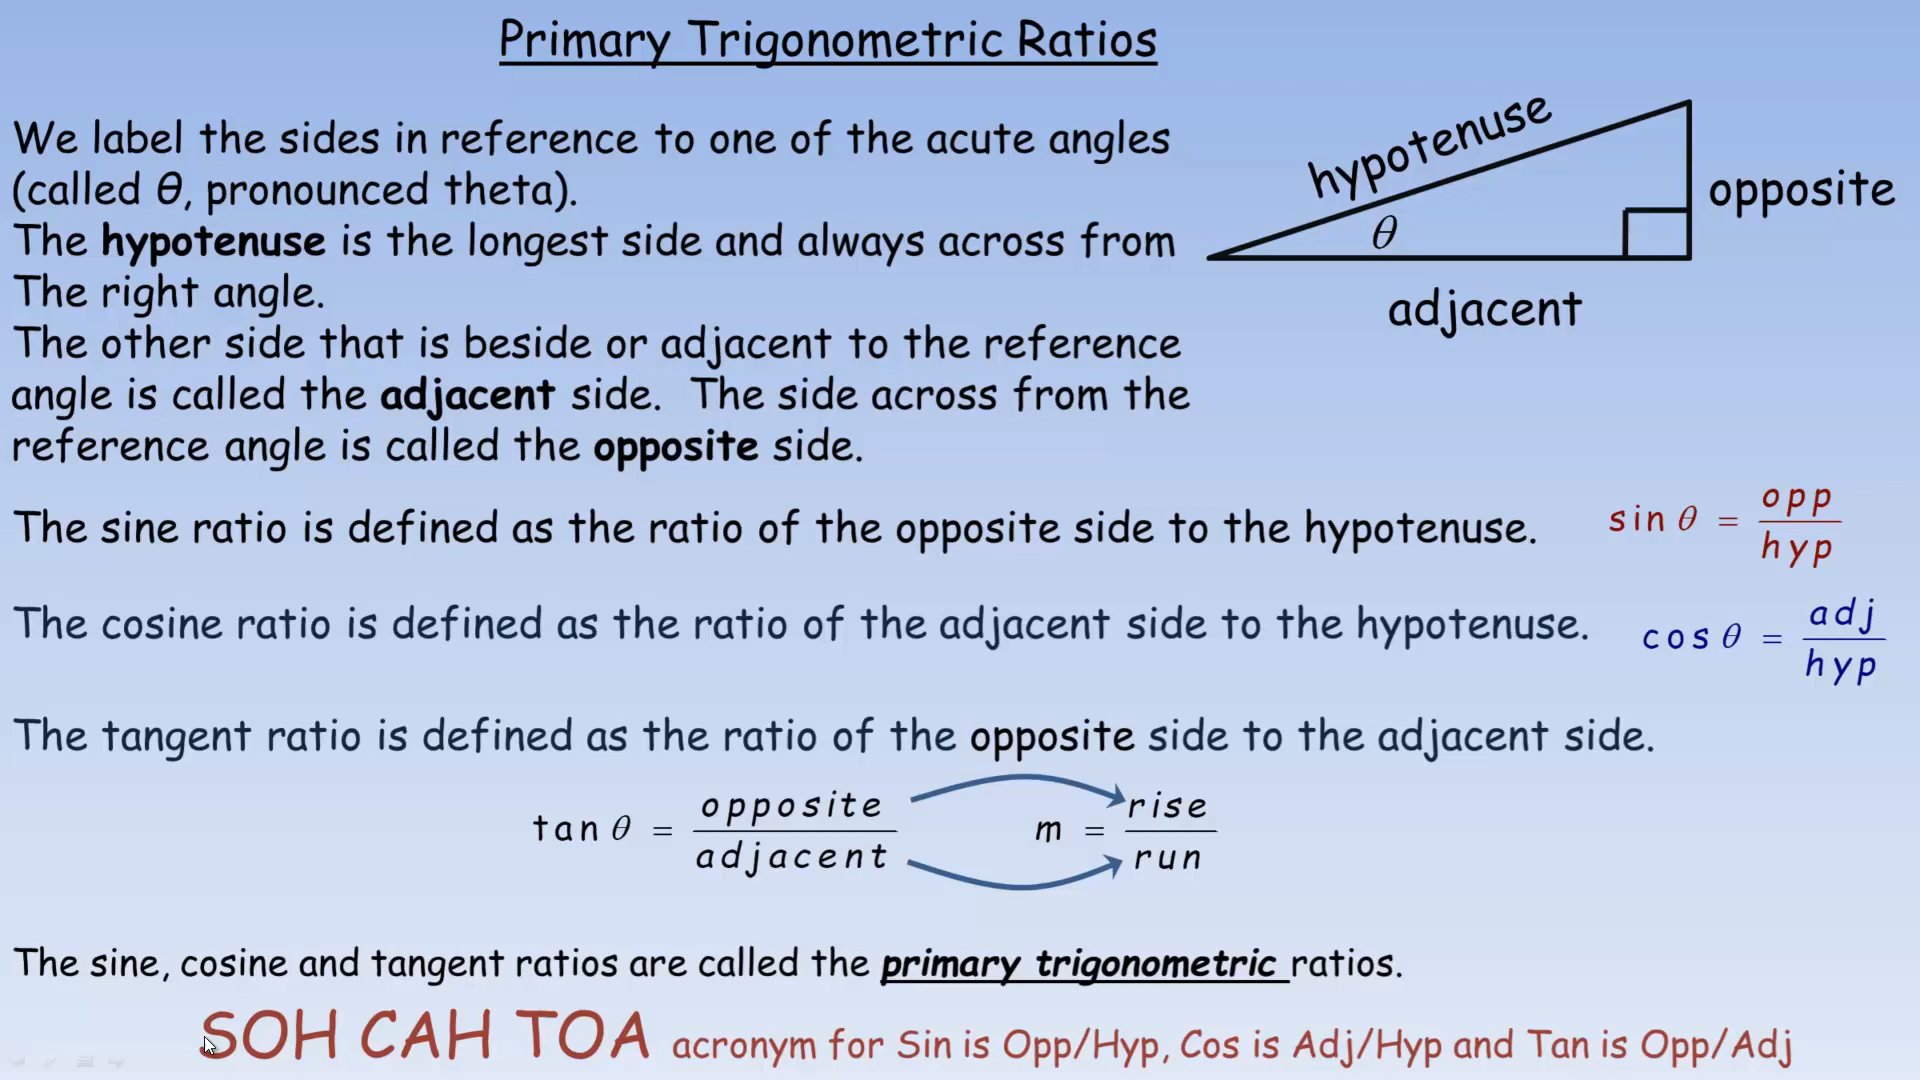 Primary Trigonometric Ratios
We label the sides in reference to one of the acute angles
(called θ, pronounced theta).
The hypotenuse is the longest side and always across from
The right angle.
The other side that is beside or adjacent to the reference
angle is called the adjacent side. The side across from the
reference angle is called the opposite side.
hypotenuse
opposite
θ
adjacent
The sine ratio is defined as the ratio of the opposite side to the hypotenuse.
sin θ = opp / hyp
The cosine ratio is defined as the ratio of the adjacent side to the hypotenuse.
cos θ = adj / hyp
The tangent ratio is defined as the ratio of the opposite side to the adjacent side.
tan θ = opposite / adjacent
m = rise / run
The sine, cosine and tangent ratios are called the primary trigonometric ratios.
SOH CAH TOA acronym for Sin is Opp/Hyp, Cos is Adj/Hyp and Tan is Opp/Adj